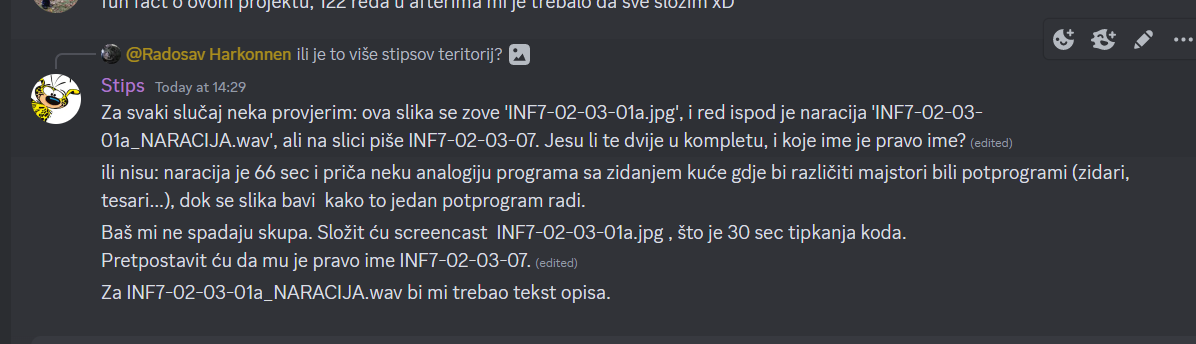 fun fact o ovom projektu, 122 reda u afterima mi je trebalo da sve složim xD
@Radosav Harkonnen ili je to više stipsov teritorij?
Stips Today at 14:29
Za svaki slučaj neka provjerim: ova slika se zove 'INF7-02-03-01a.jpg', i red ispod je naracija 'INF7-02-03-
01a_NARACIJA.wav', ali na slici piše INF7-02-03-07. Jesu li te dvije u kompletu, i koje ime je pravo ime? (edited)
ili nisu: naracija je 66 sec i priča neku analogiju programa sa zidanjem kuće gdje bi različiti majstori bili potprogrami (zidari,
tesari...), dok se slika bavi kako to jedan potprogram radi.
Baš mi ne spadaju skupa. Složit ću screencast INF7-02-03-01a.jpg , što je 30 sec tipkanja koda.
Pretpostavit ću da mu je pravo ime INF7-02-03-07. (edited)
Za INF7-02-03-01a_NARACIJA.wav bi mi trebao tekst opisa.